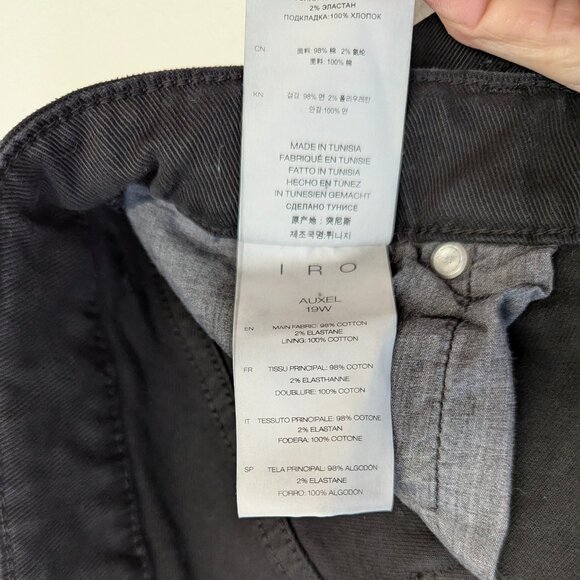 2% ЭЛАСТАН
ПОДКЛАДКА:100% ХЛОПОК
CN
面料: 98% 棉 2% 氨纶
里料: 100% 棉
KN
겉감: 98% 면 2% 폴리우레탄
안감:100% 면
MADE IN TUNISIA
FABRIQUÉ EN TUNISIE
FATTO IN TUNISIA
HECHO EN TÚNEZ
IN TUNESIEN GEMACHT
СДЕЛАНО ТУНИСЕ
原产地: 突尼斯
제조국명:튀니지
IRO
AUXEL
19W
EN
MAIN FABRIC: 98% COTTON
2% ELASTANE
LINING: 100% COTTON
FR
TISSU PRINCIPAL: 98% COTON
2% ELASTHANNE
DOUBLURE: 100% COTON
IT
TESSUTO PRINCIPALE: 98% COTONE
2% ELASTAN
FODERA: 100% COTONE
SP
TELA PRINCIPAL: 98% ALGODÓN
2% ELASTANE
FORRO: 100% ALGODÓN